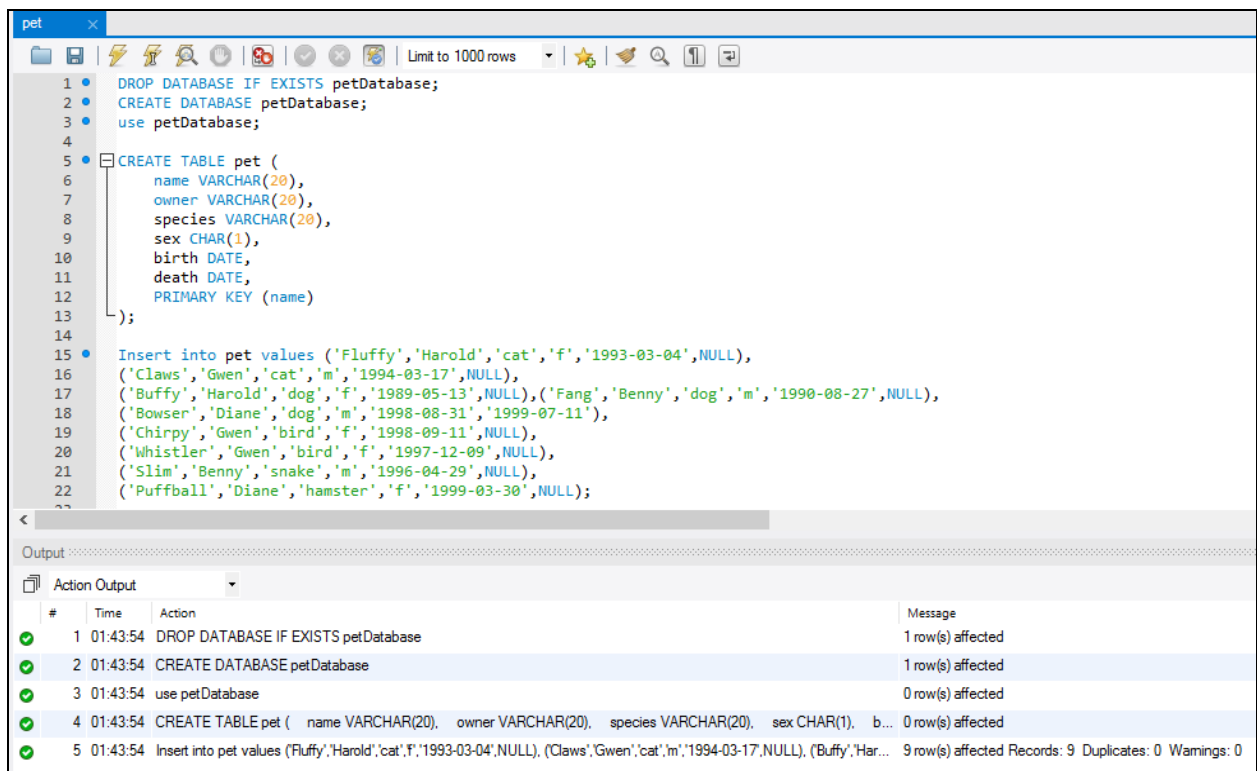 pet
Limit to 1000 rows
1 DROP DATABASE IF EXISTS petDatabase;
2 CREATE DATABASE petDatabase;
3 use petDatabase;
4
5 CREATE TABLE pet (
6 name VARCHAR(20),
7 owner VARCHAR(20),
8 species VARCHAR(20),
9 sex CHAR(1),
10 birth DATE,
11 death DATE,
12 PRIMARY KEY (name)
13 );
14
15 Insert into pet values ('Fluffy','Harold','cat','f','1993-03-04',NULL),
16 ('Claws','Gwen','cat','m','1994-03-17',NULL),
17 ('Buffy','Harold','dog','f','1989-05-13',NULL),('Fang','Benny','dog','m','1990-08-27',NULL),
18 ('Bowser','Diane','dog','m','1998-08-31','1999-07-11'),
19 ('Chirpy','Gwen','bird','f','1998-09-11',NULL),
20 ('Whistler','Gwen','bird','f','1997-12-09',NULL),
21 ('Slim','Benny','snake','m','1996-04-29',NULL),
22 ('Puffball','Diane','hamster','f','1999-03-30',NULL);
Output
Action Output
# Time Action Message
1 01:43:54 DROP DATABASE IF EXISTS petDatabase 1 row(s) affected
2 01:43:54 CREATE DATABASE petDatabase 1 row(s) affected
3 01:43:54 use petDatabase 0 row(s) affected
4 01:43:54 CREATE TABLE pet ( name VARCHAR(20), owner VARCHAR(20), species VARCHAR(20), sex CHAR(1), b... 0 row(s) affected
5 01:43:54 Insert into pet values ('Fluffy','Harold','cat','f','1993-03-04',NULL), ('Claws','Gwen','cat','m','1994-03-17',NULL), ('Buffy','Har... 9 row(s) affected Records: 9 Duplicates: 0 Warnings: 0